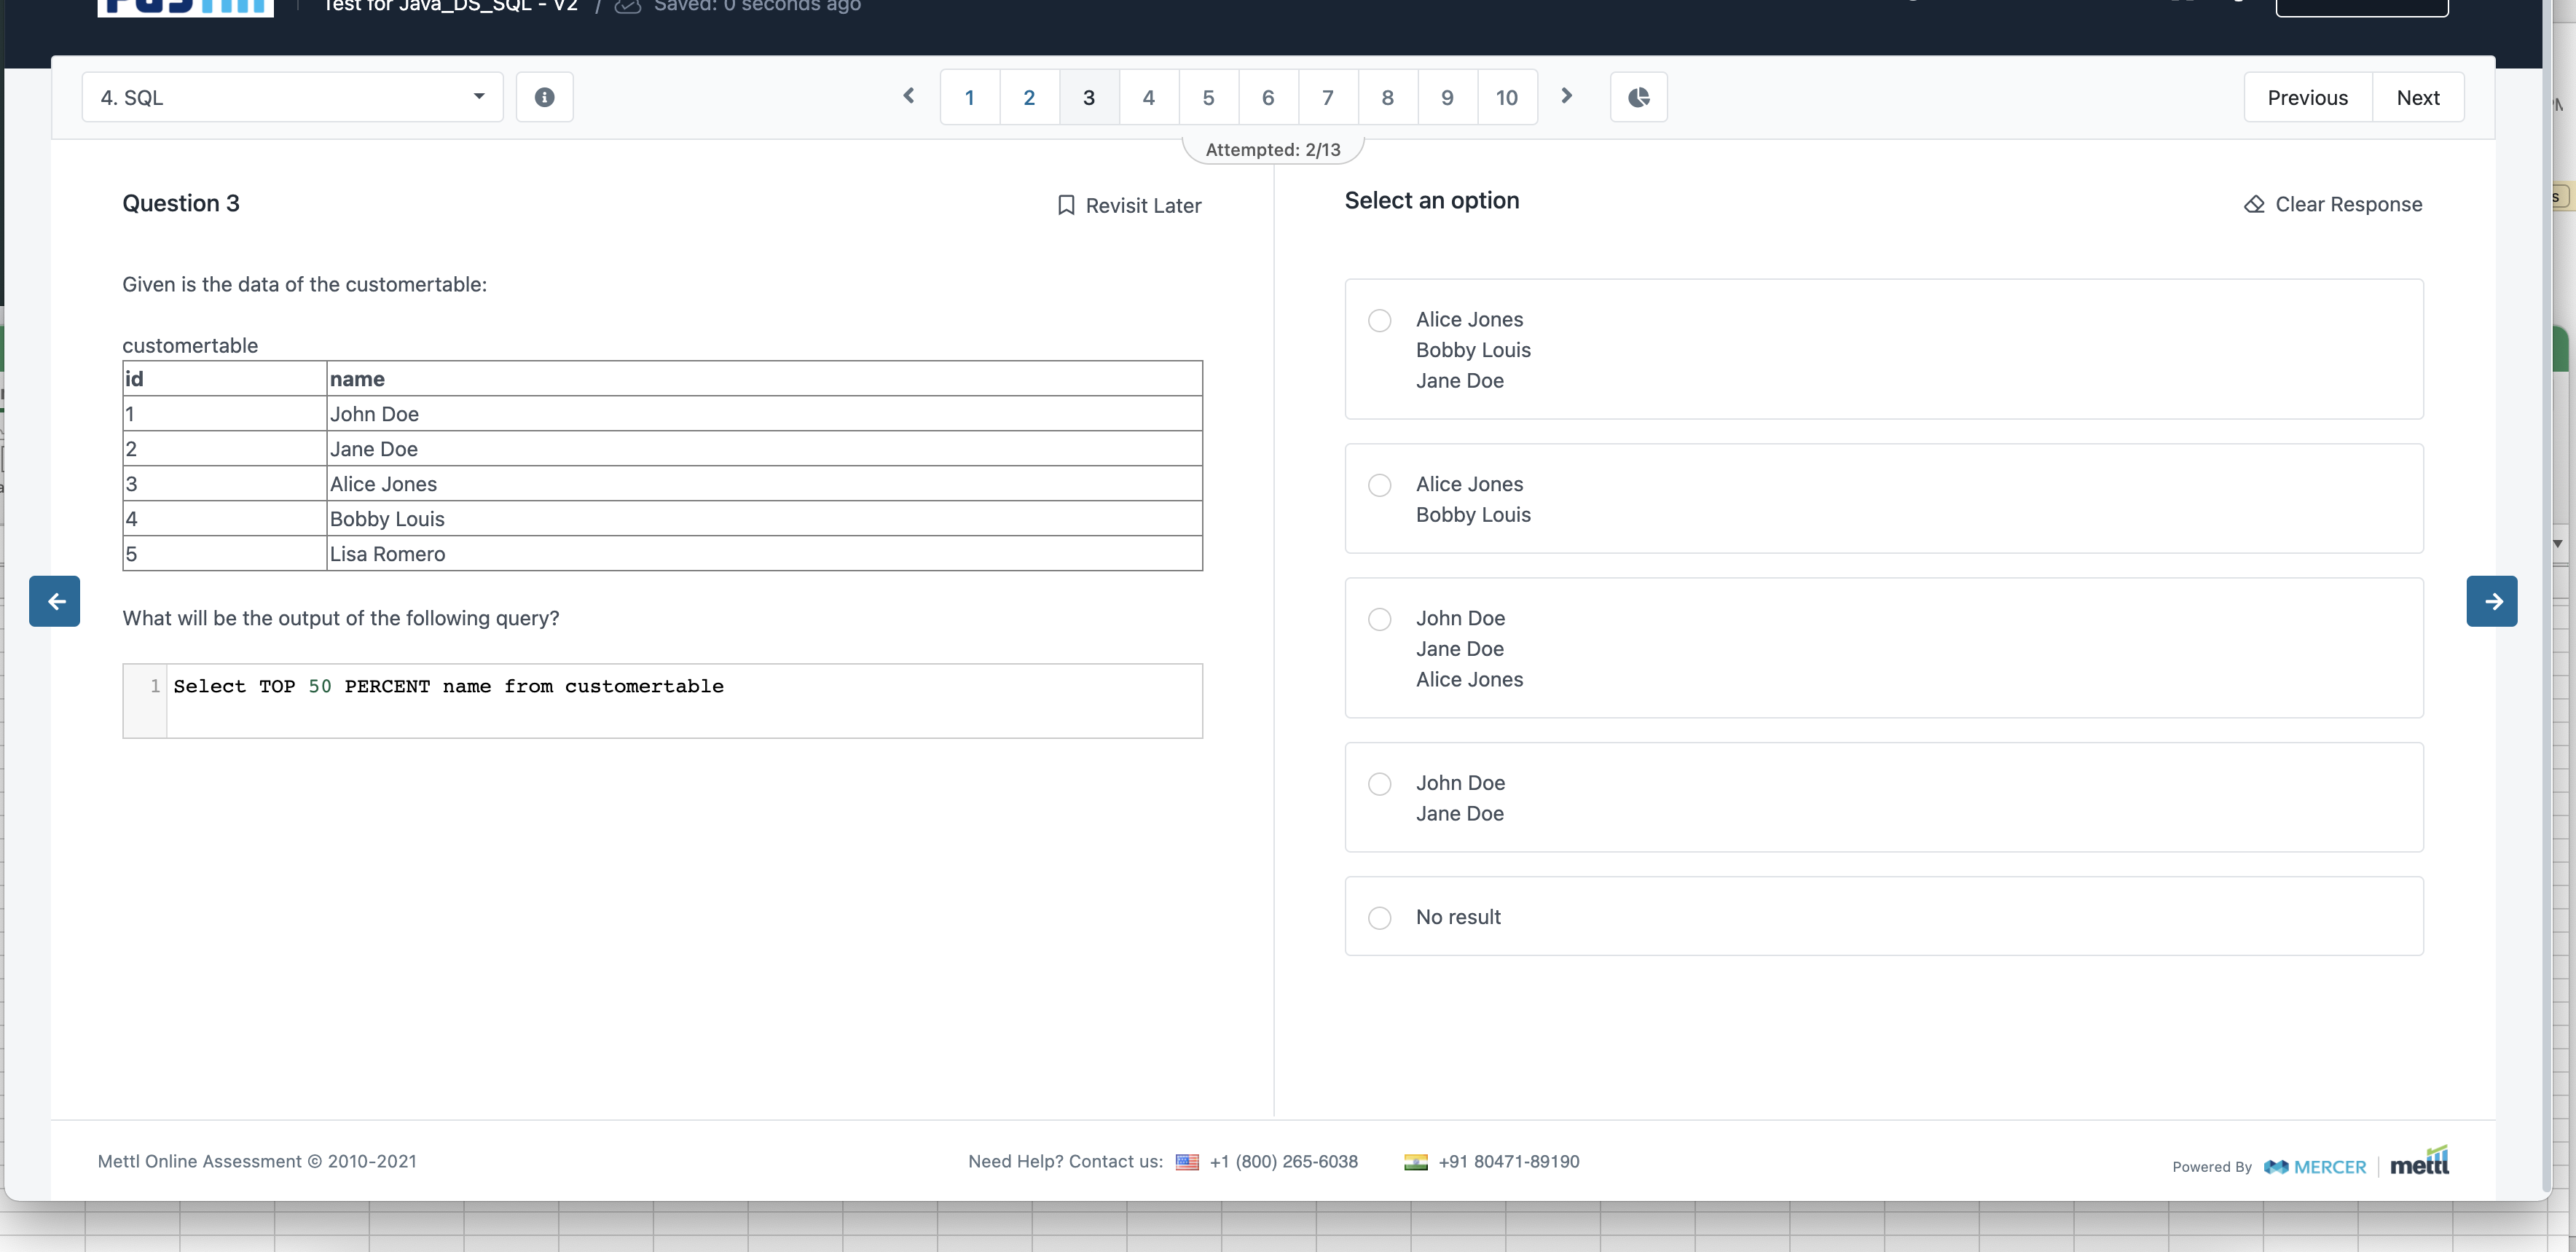 Test for Java_DS_SQL - V2 / Saved: 0 seconds ago
4. SQL
1 2 3 4 5 6 7 8 9 10
Previous Next
Attempted: 2/13
Question 3
Revisit Later
Given is the data of the customertable:
customertable
id name
1 John Doe
2 Jane Doe
3 Alice Jones
4 Bobby Louis
5 Lisa Romero
What will be the output of the following query?
1 Select TOP 50 PERCENT name from customertable
Select an option
Clear Response
Alice Jones
Bobby Louis
Jane Doe
Alice Jones
Bobby Louis
John Doe
Jane Doe
Alice Jones
John Doe
Jane Doe
No result
Mettl Online Assessment © 2010-2021
Need Help? Contact us: +1 (800) 265-6038 +91 80471-89190
Powered By MERCER mettl